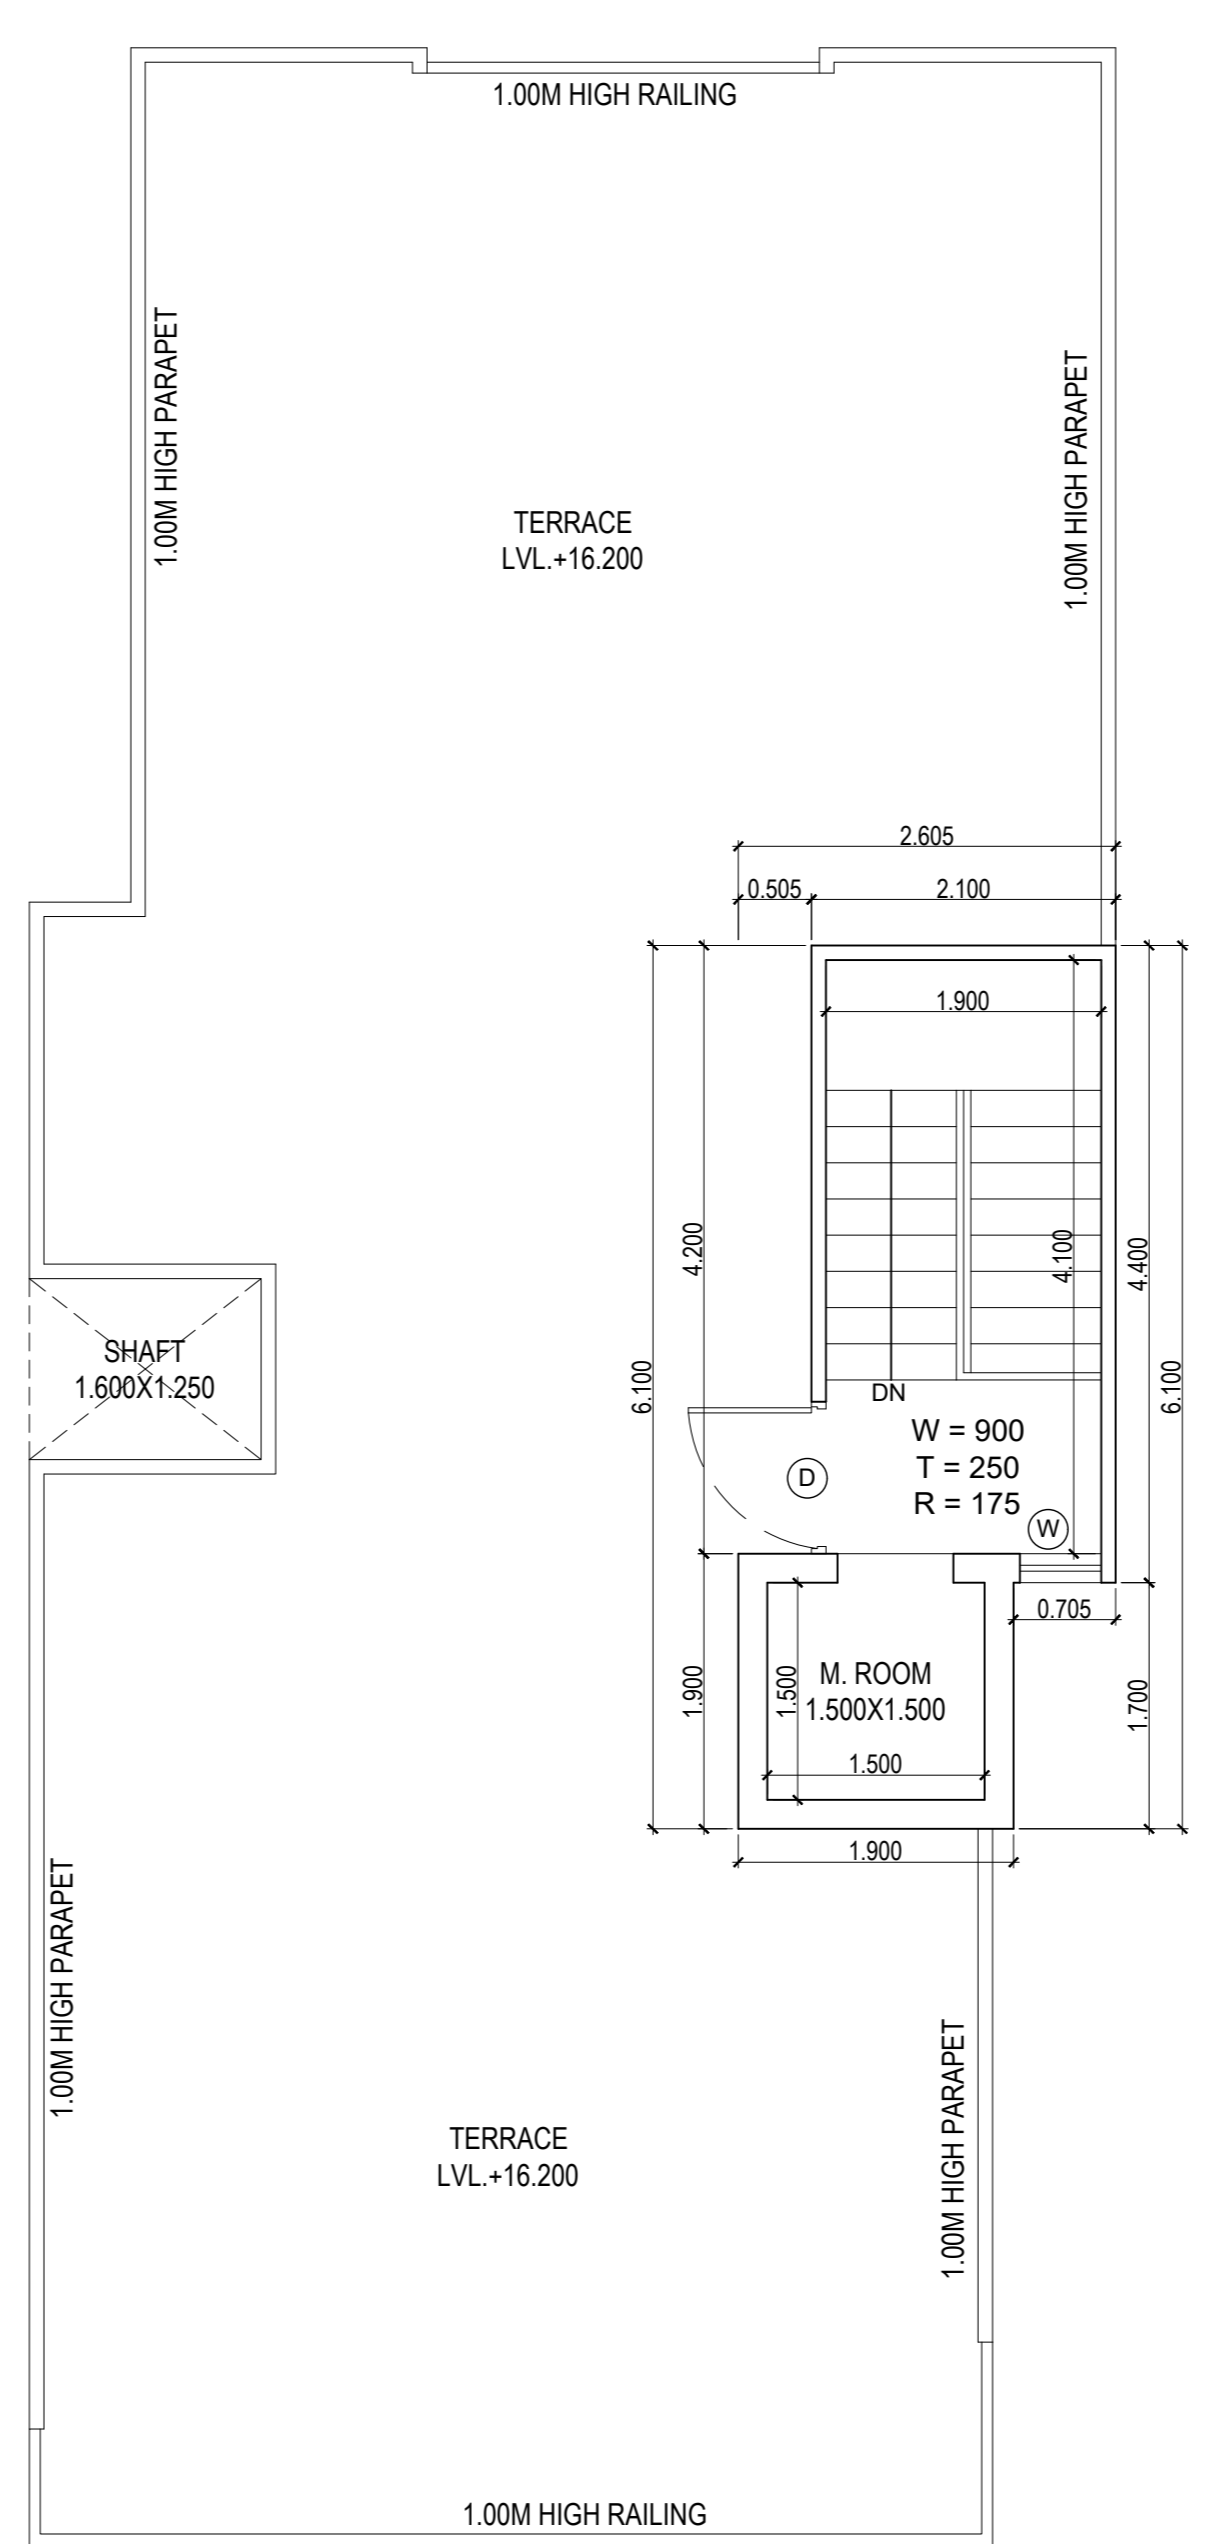 1.00M HIGH RAILING
1.00M HIGH PARAPET
1.00M HIGH PARAPET
TERRACE
LVL.+16.200
2.605
0.505
2.100
1.900
4.200
4.100
4.400
SHAFT
1.600X1.250
6.100
6.100
DN
W = 900
T = 250
R = 175
D
W
0.705
1.900
1.500
M. ROOM
1.500X1.500
1.700
1.500
1.900
1.00M HIGH PARAPET
1.00M HIGH PARAPET
TERRACE
LVL.+16.200
1.00M HIGH RAILING